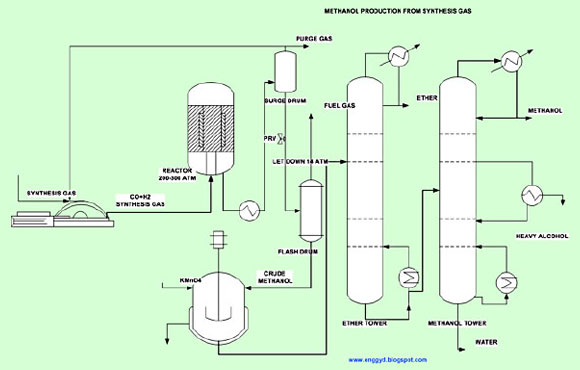 METHANOL PRODUCTION FROM SYNTHESIS GAS
PURGE GAS
SURGE DRUM
FUEL GAS
ETHER
METHANOL
PRV
LET DOWN 14 ATM
REACTOR
200-300 ATM
SYNTHESIS GAS
CO+H2
SYNTHESIS GAS
HEAVY ALCOHOL
FLASH DRUM
KMnO4
CRUDE
METHANOL
ETHER TOWER
METHANOL TOWER
WATER
www.enggyd.blogspot.com